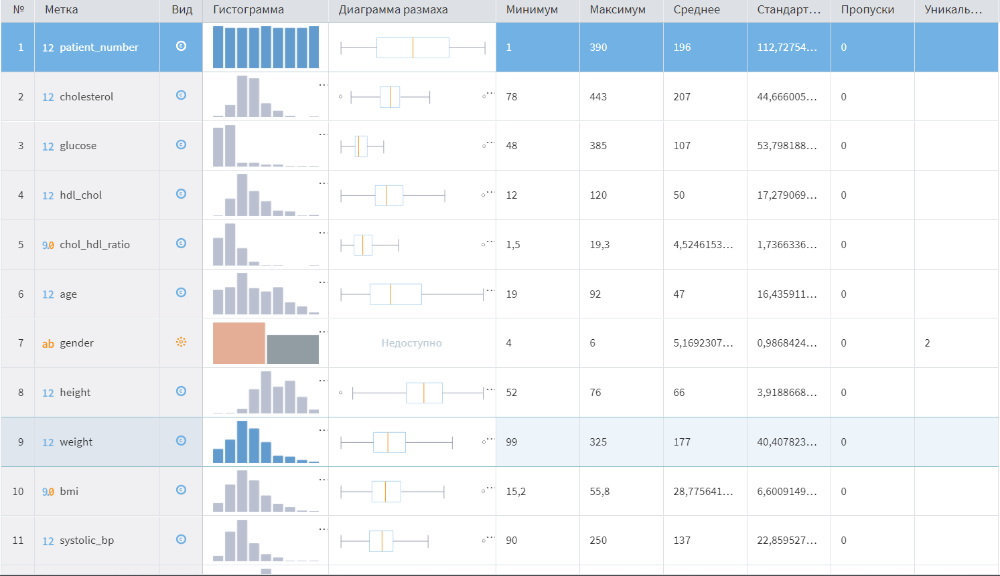 № Метка Вид Гистограмма Диаграмма размаха Минимум Максимум Среднее Стандарт… Пропуски Уникаль…
1 12 patient_number C 1 390 196 112,72754… 0
2 12 cholesterol C 78 443 207 44,666005… 0
3 12 glucose C 48 385 107 53,798188… 0
4 12 hdl_chol C 12 120 50 17,279069… 0
5 9.0 chol_hdl_ratio C 1,5 19,3 4,5246153… 1,7366336… 0
6 12 age C 19 92 47 16,435911… 0
7 ab gender D Недоступно 4 6 5,1692307… 0,9868424… 0 2
8 12 height C 52 76 66 3,9188668… 0
9 12 weight C 99 325 177 40,407823… 0
10 9.0 bmi C 15,2 55,8 28,775641… 6,6009149… 0
11 12 systolic_bp C 90 250 137 22,859527… 0